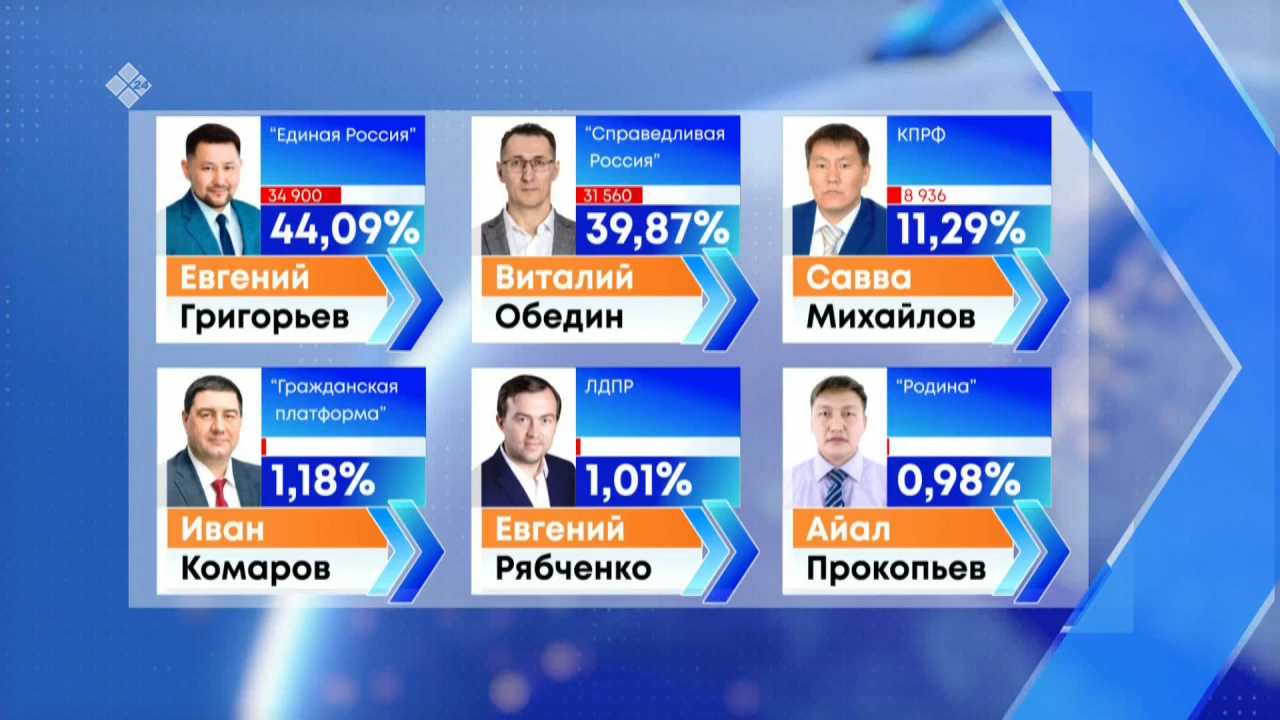 Х24
“Единая Россия”
34 900
44,09%
Евгений
Григорьев
“Справедливая
Россия”
31 560
39,87%
Виталий
Обедин
КПРФ
8 936
11,29%
Савва
Михайлов
“Гражданская
платформа”
1,18%
Иван
Комаров
ЛДПР
1,01%
Евгений
Рябченко
“Родина”
0,98%
Айал
Прокопьев